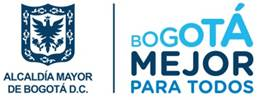 ALCALDÍA MAYOR
DE BOGOTÁ D.C.
BOGOTÁ
MEJOR
PARA TODOS